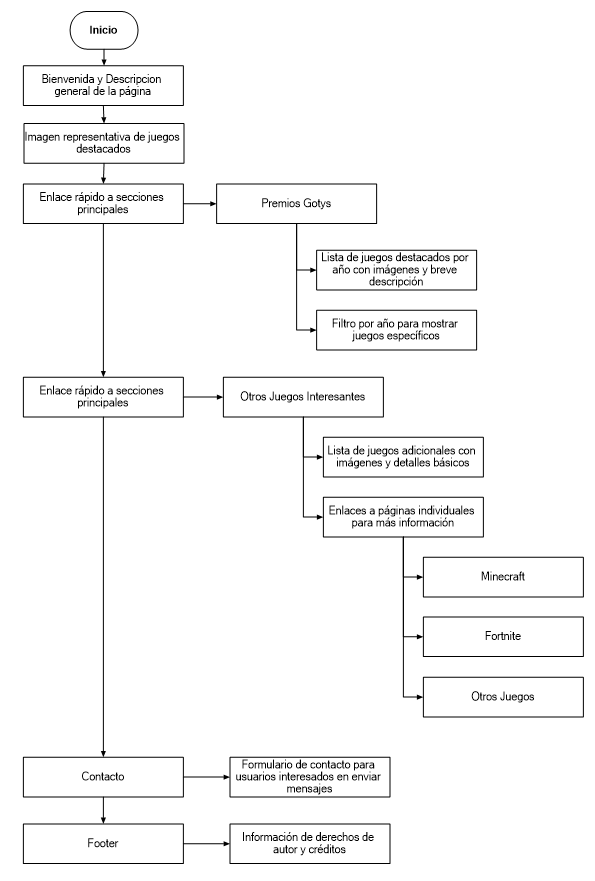 Inicio
Bienvenida y Descripcion
general de la página
Imagen representativa de juegos
destacados
Enlace rápido a secciones
principales
Premios Gotys
Lista de juegos destacados por
año con imágenes y breve
descripción
Filtro por año para mostrar
juegos específicos
Enlace rápido a secciones
principales
Otros Juegos Interesantes
Lista de juegos adicionales con
imágenes y detalles básicos
Enlaces a páginas individuales
para más información
Minecraft
Fortnite
Otros Juegos
Contacto
Formulario de contacto para
usuarios interesados en enviar
mensajes
Footer
Información de derechos de
autor y créditos